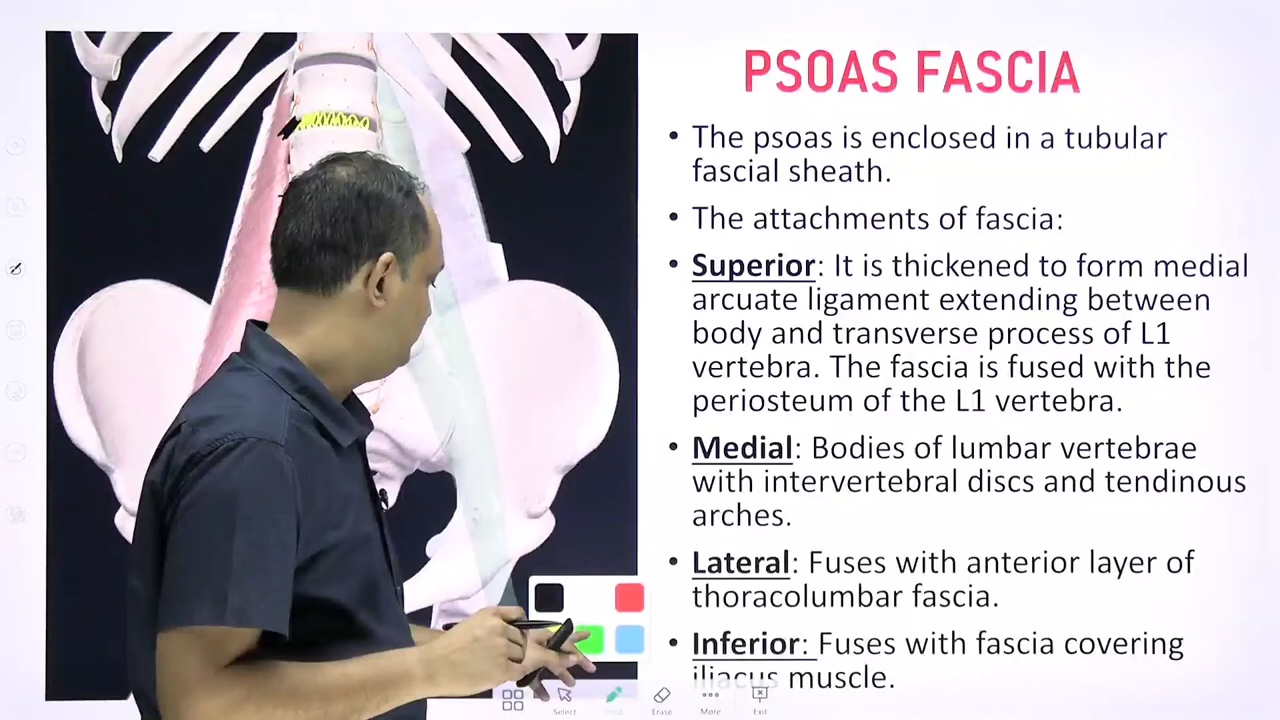 PSOAS FASCIA
• The psoas is enclosed in a tubular
fascial sheath.
• The attachments of fascia:
• Superior: It is thickened to form medial
arcuate ligament extending between
body and transverse process of L1
vertebra. The fascia is fused with the
periosteum of the L1 vertebra.
• Medial: Bodies of lumbar vertebrae
with intervertebral discs and tendinous
arches.
• Lateral: Fuses with anterior layer of
thoracolumbar fascia.
• Inferior: Fuses with fascia covering
iliacus muscle.
Select
Erase
More
Exit